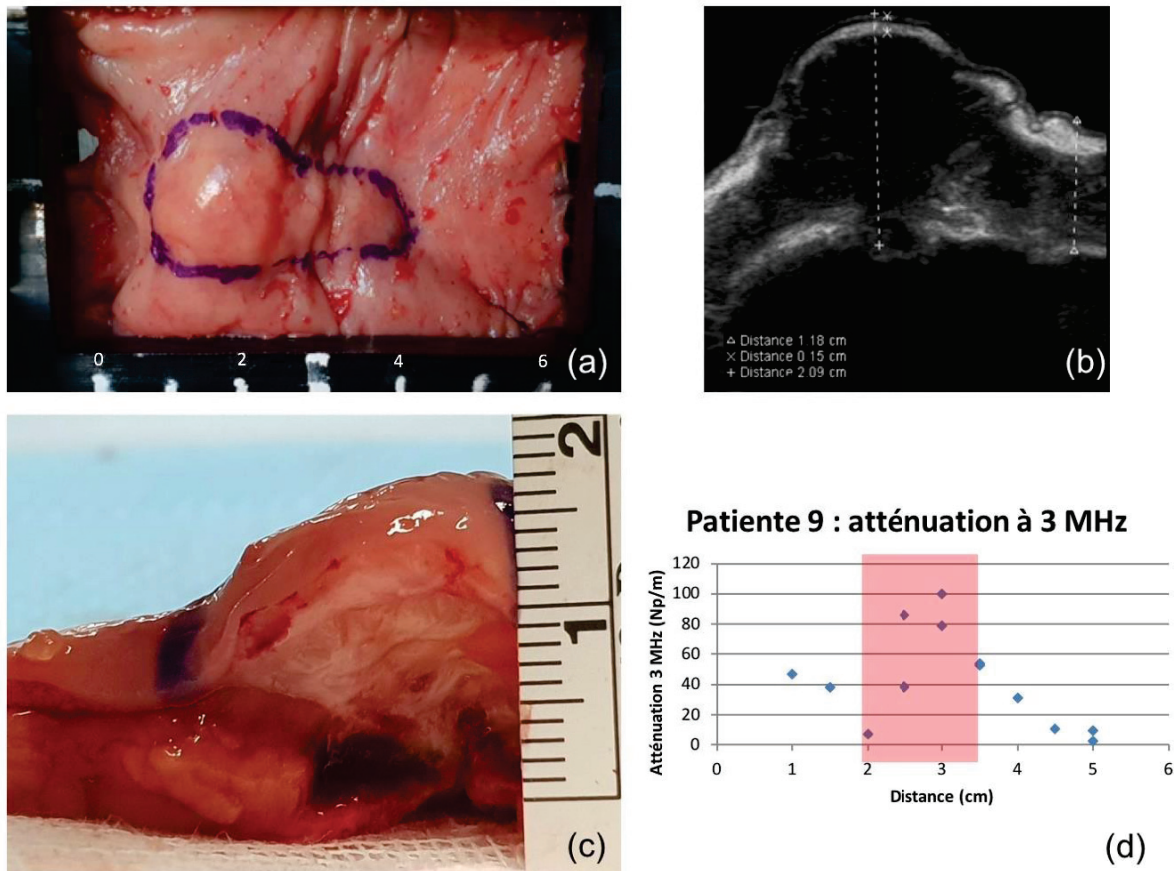 0 2 4 6
(a)
△ Distance 1.18 cm
× Distance 0.15 cm
+ Distance 2.09 cm
(b)
2
1
(c)
Patiente 9 : atténuation à 3 MHz
Atténuation 3 MHz (Np/m)
120
100
80
60
40
20
0
0 1 2 3 4 5 6
Distance (cm)
(d)